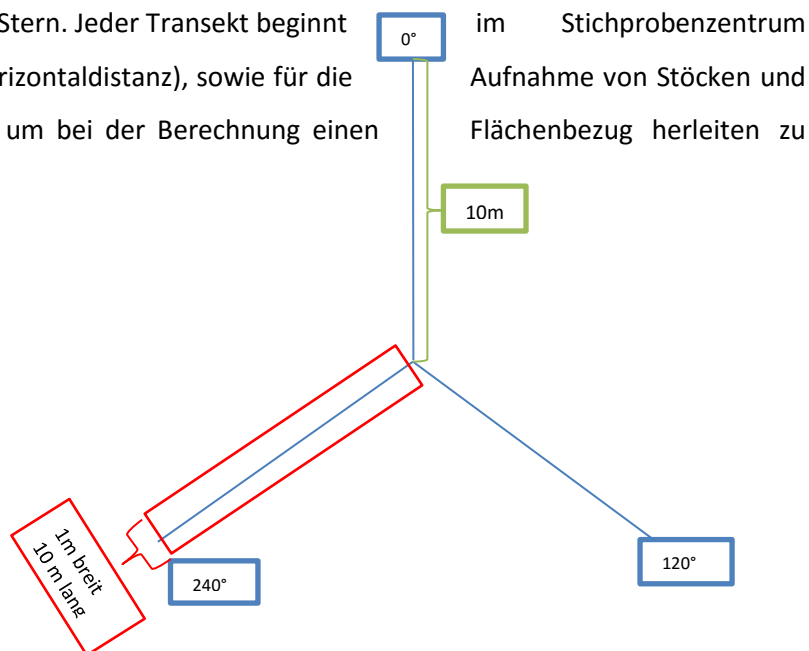 Stern. Jeder Transekt beginnt im Stichprobenzentrum
rizontaldistanz), sowie für die Aufnahme von Stöcken und
um bei der Berechnung einen Flächenbezug herleiten zu
0°
10m
1m breit
10 m lang
240°
120°